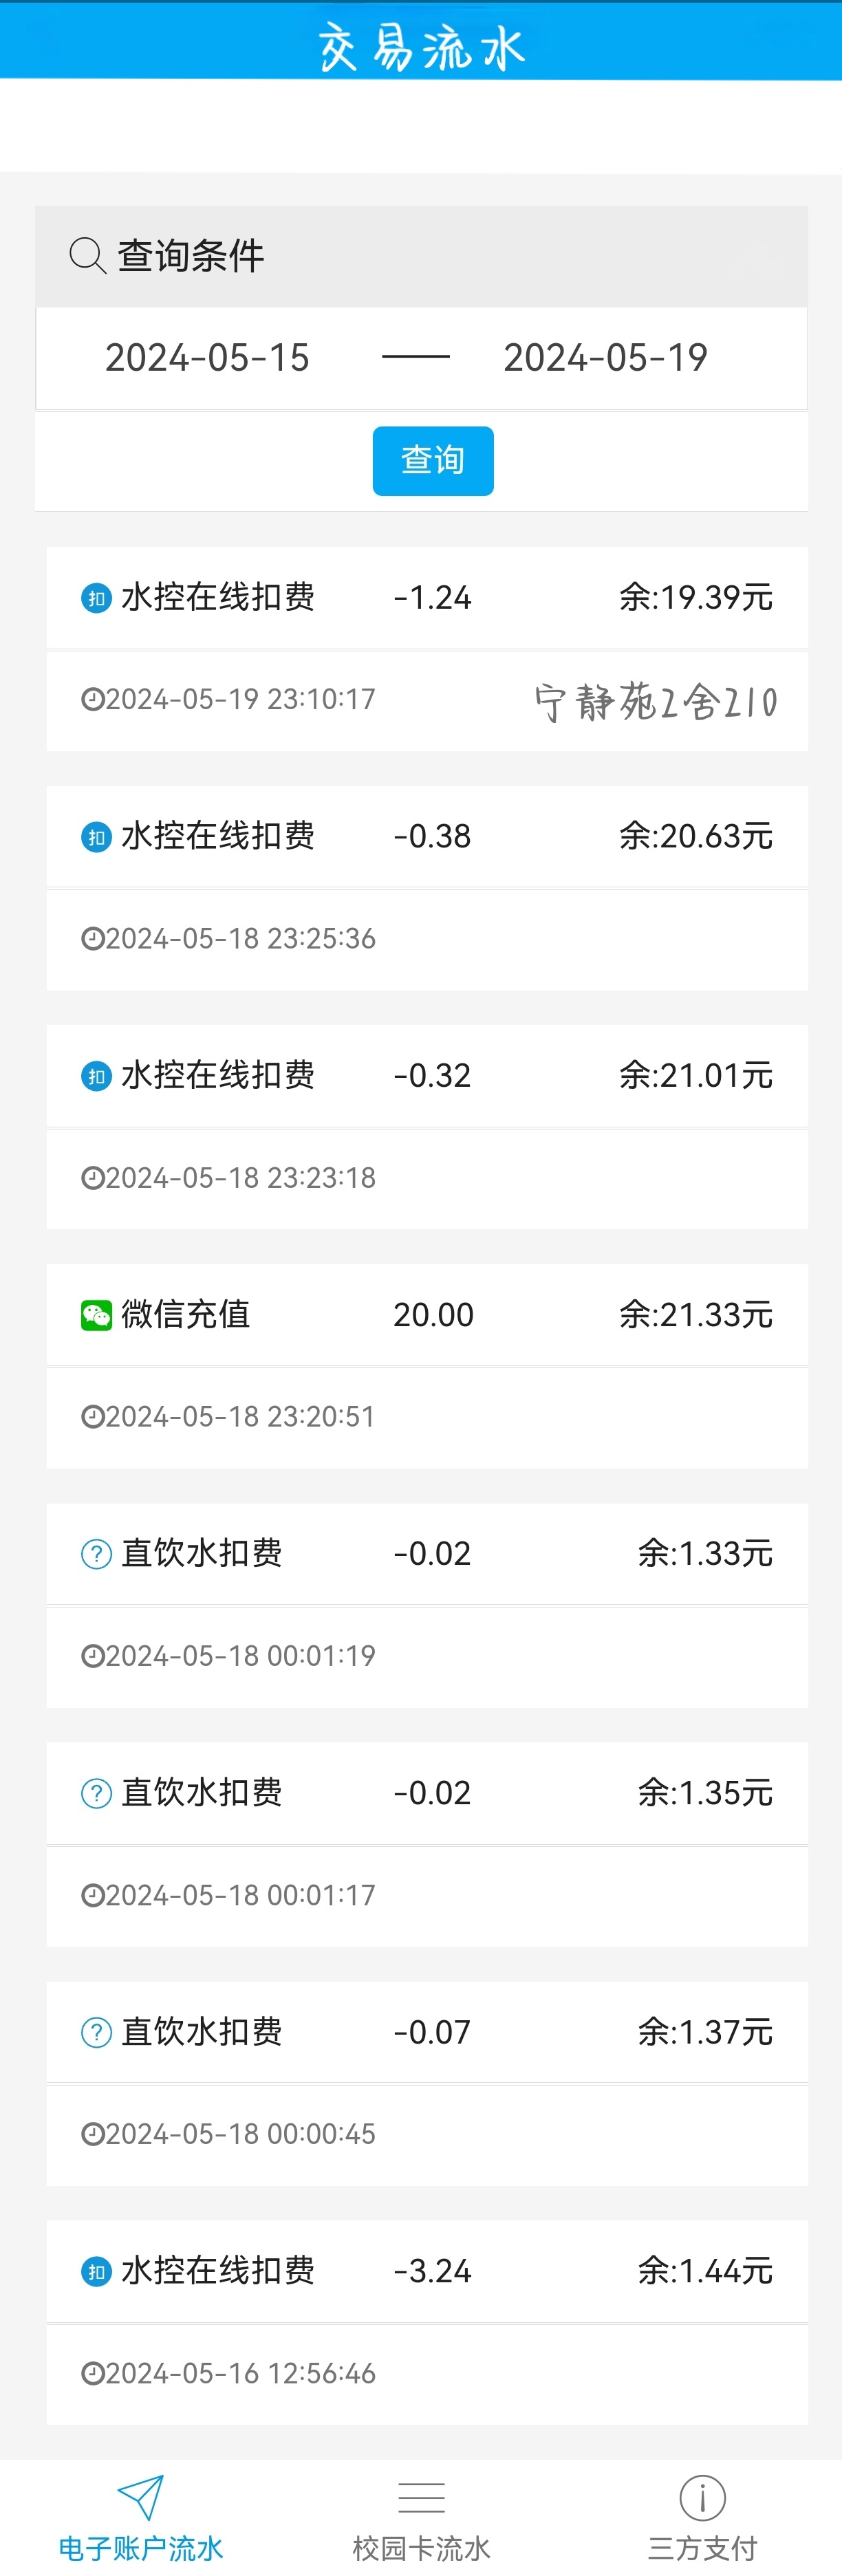 交易流水
查询条件
2024-05-15 — 2024-05-19
查询
扣 水控在线扣费 -1.24 余:19.39元
2024-05-19 23:10:17 宁静苑2舍210
扣 水控在线扣费 -0.38 余:20.63元
2024-05-18 23:25:36
扣 水控在线扣费 -0.32 余:21.01元
2024-05-18 23:23:18
微信充值 20.00 余:21.33元
2024-05-18 23:20:51
? 直饮水扣费 -0.02 余:1.33元
2024-05-18 00:01:19
? 直饮水扣费 -0.02 余:1.35元
2024-05-18 00:01:17
? 直饮水扣费 -0.07 余:1.37元
2024-05-18 00:00:45
扣 水控在线扣费 -3.24 余:1.44元
2024-05-16 12:56:46
电子账户流水 校园卡流水 三方支付